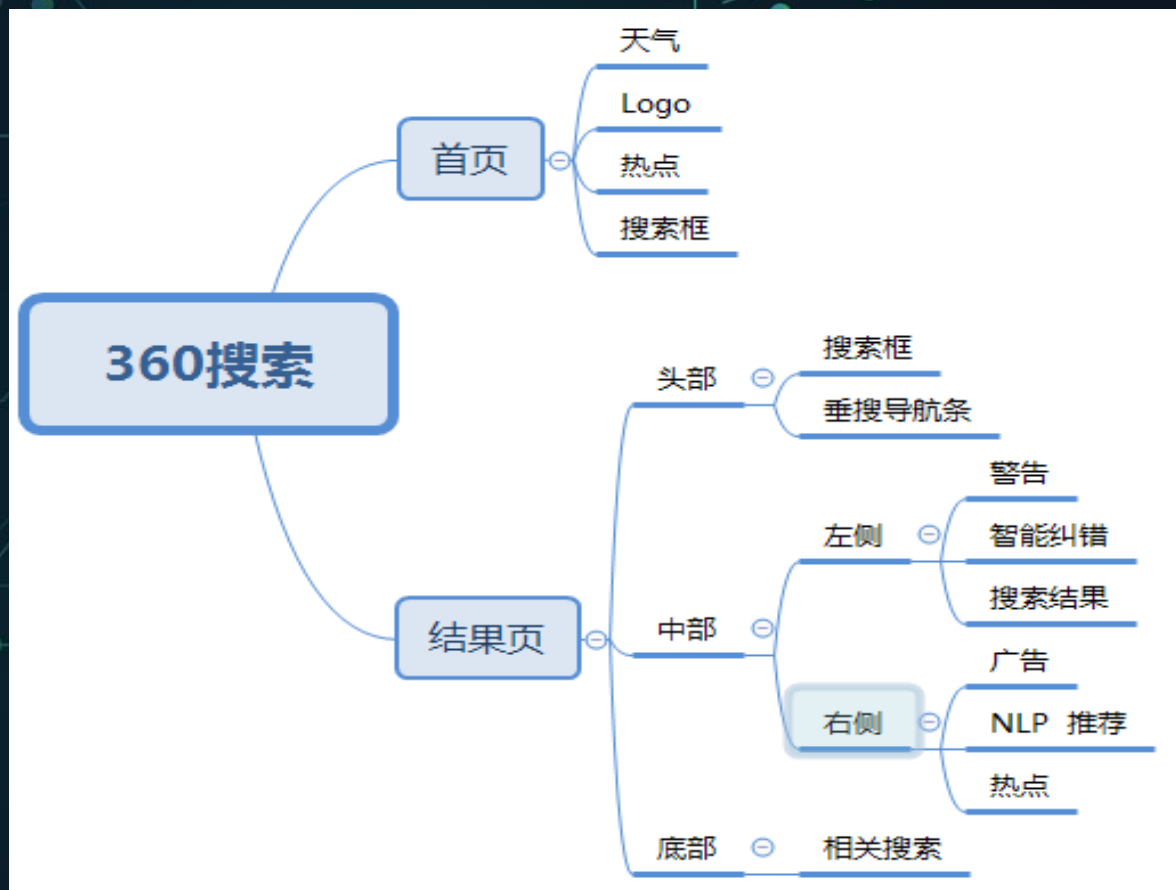 360搜索
首页
天气
Logo
热点
搜索框
结果页
头部
搜索框
垂搜导航条
中部
左侧
警告
智能纠错
搜索结果
右侧
广告
NLP 推荐
热点
底部
相关搜索